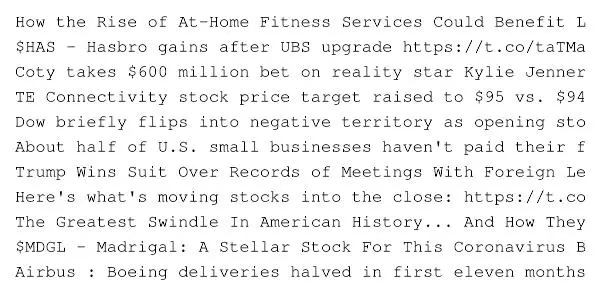 How the Rise of At-Home Fitness Services Could Benefit L
$HAS - Hasbro gains after UBS upgrade https://t.co/taTMa
Coty takes $600 million bet on reality star Kylie Jenner
TE Connectivity stock price target raised to $95 vs. $94
Dow briefly flips into negative territory as opening sto
About half of U.S. small businesses haven't paid their f
Trump Wins Suit Over Records of Meetings With Foreign Le
Here's what's moving stocks into the close: https://t.co
The Greatest Swindle In American History... And How They
$MDGL - Madrigal: A Stellar Stock For This Coronavirus B
Airbus : Boeing deliveries halved in first eleven months